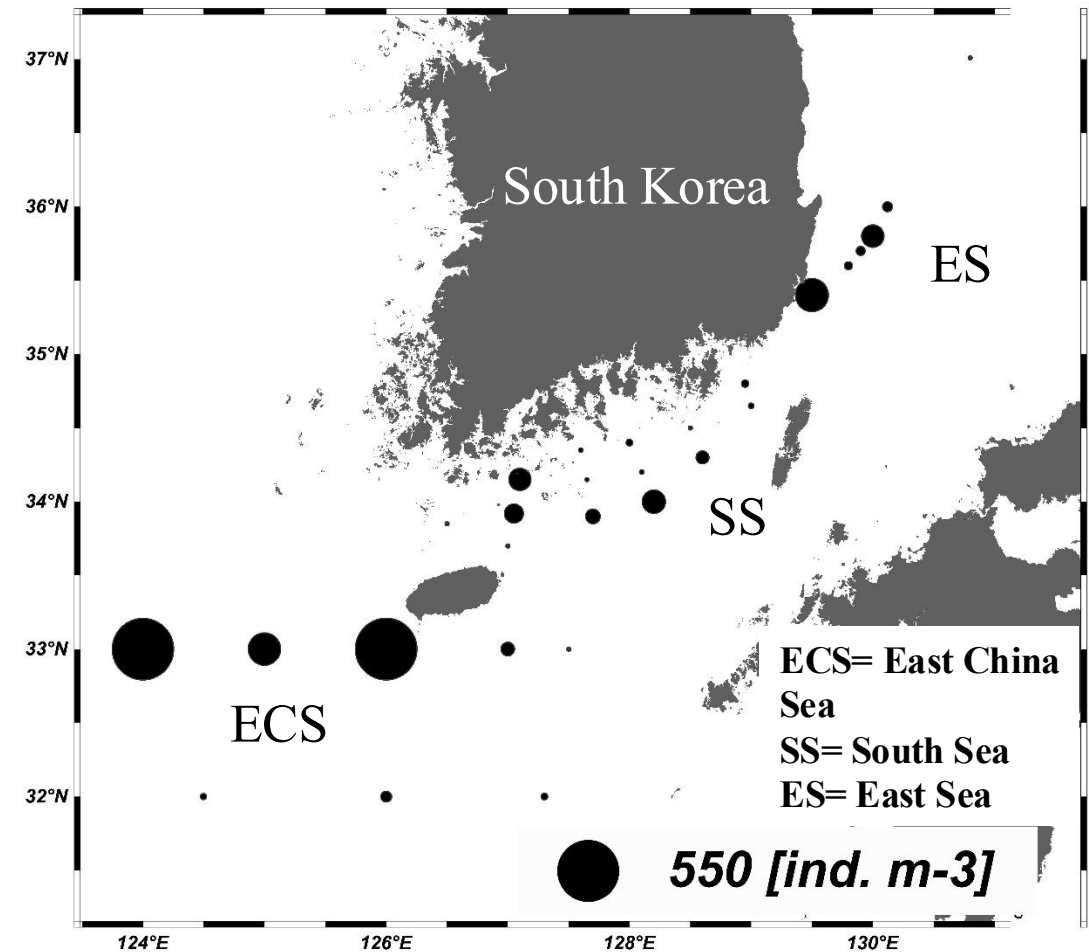 37°N
South Korea
36°N
ES
35°N
34°N
SS
33°N
ECS= East China
Sea
ECS
SS= South Sea
ES= East Sea
32°N
550 [ind. m-3]
124°E 126°E 128°E 130°E